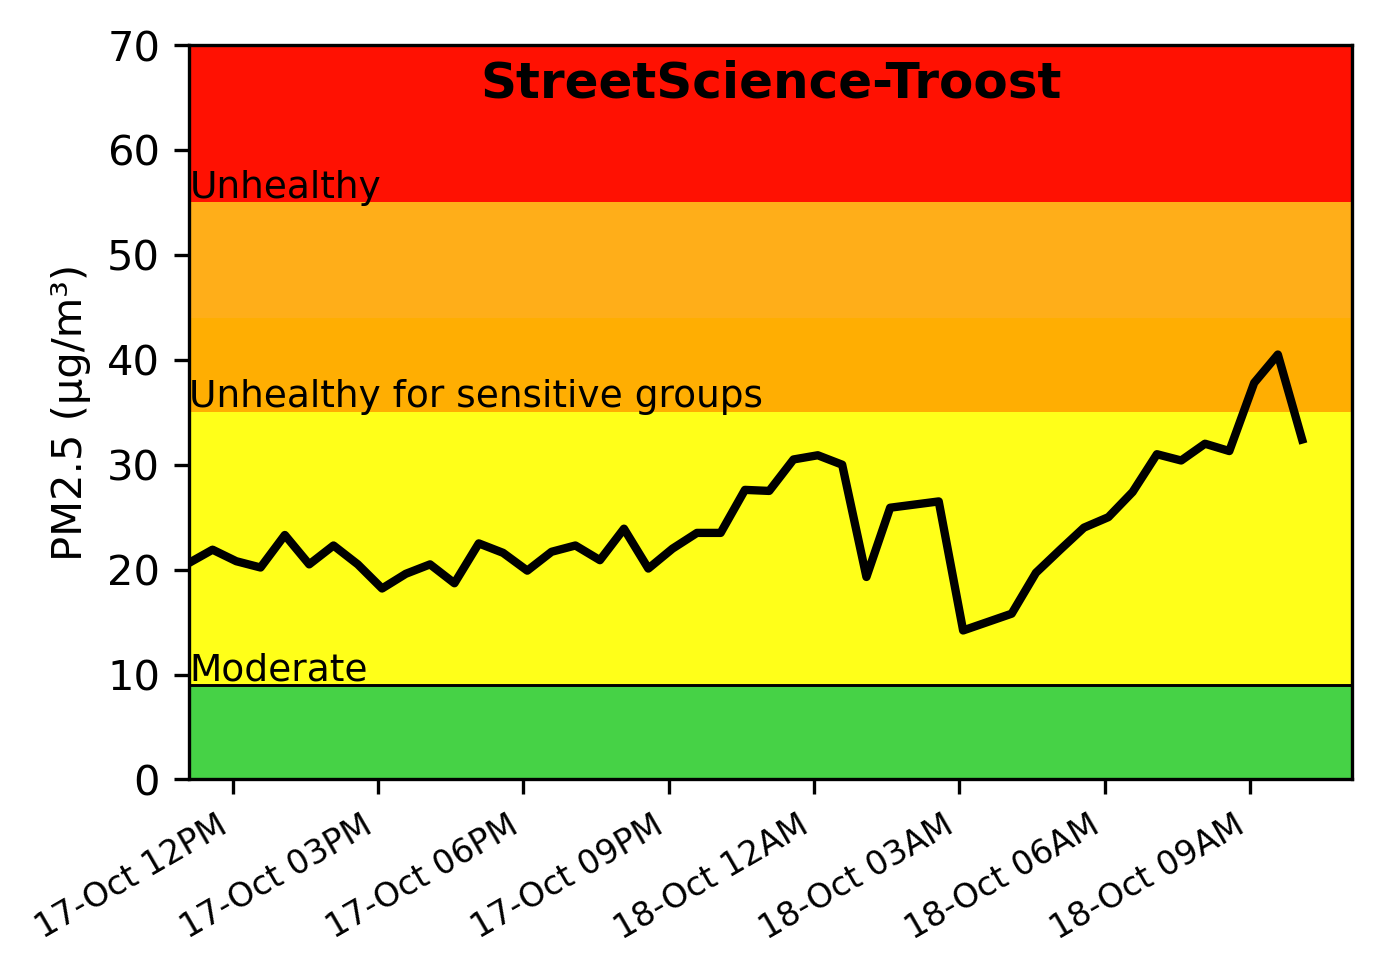 StreetScience-Troost
70
60
50
40
30
20
10
0
PM2.5 (µg/m³)
Unhealthy
Unhealthy for sensitive groups
Moderate
17-Oct 12PM
17-Oct 03PM
17-Oct 06PM
17-Oct 09PM
18-Oct 12AM
18-Oct 03AM
18-Oct 06AM
18-Oct 09AM